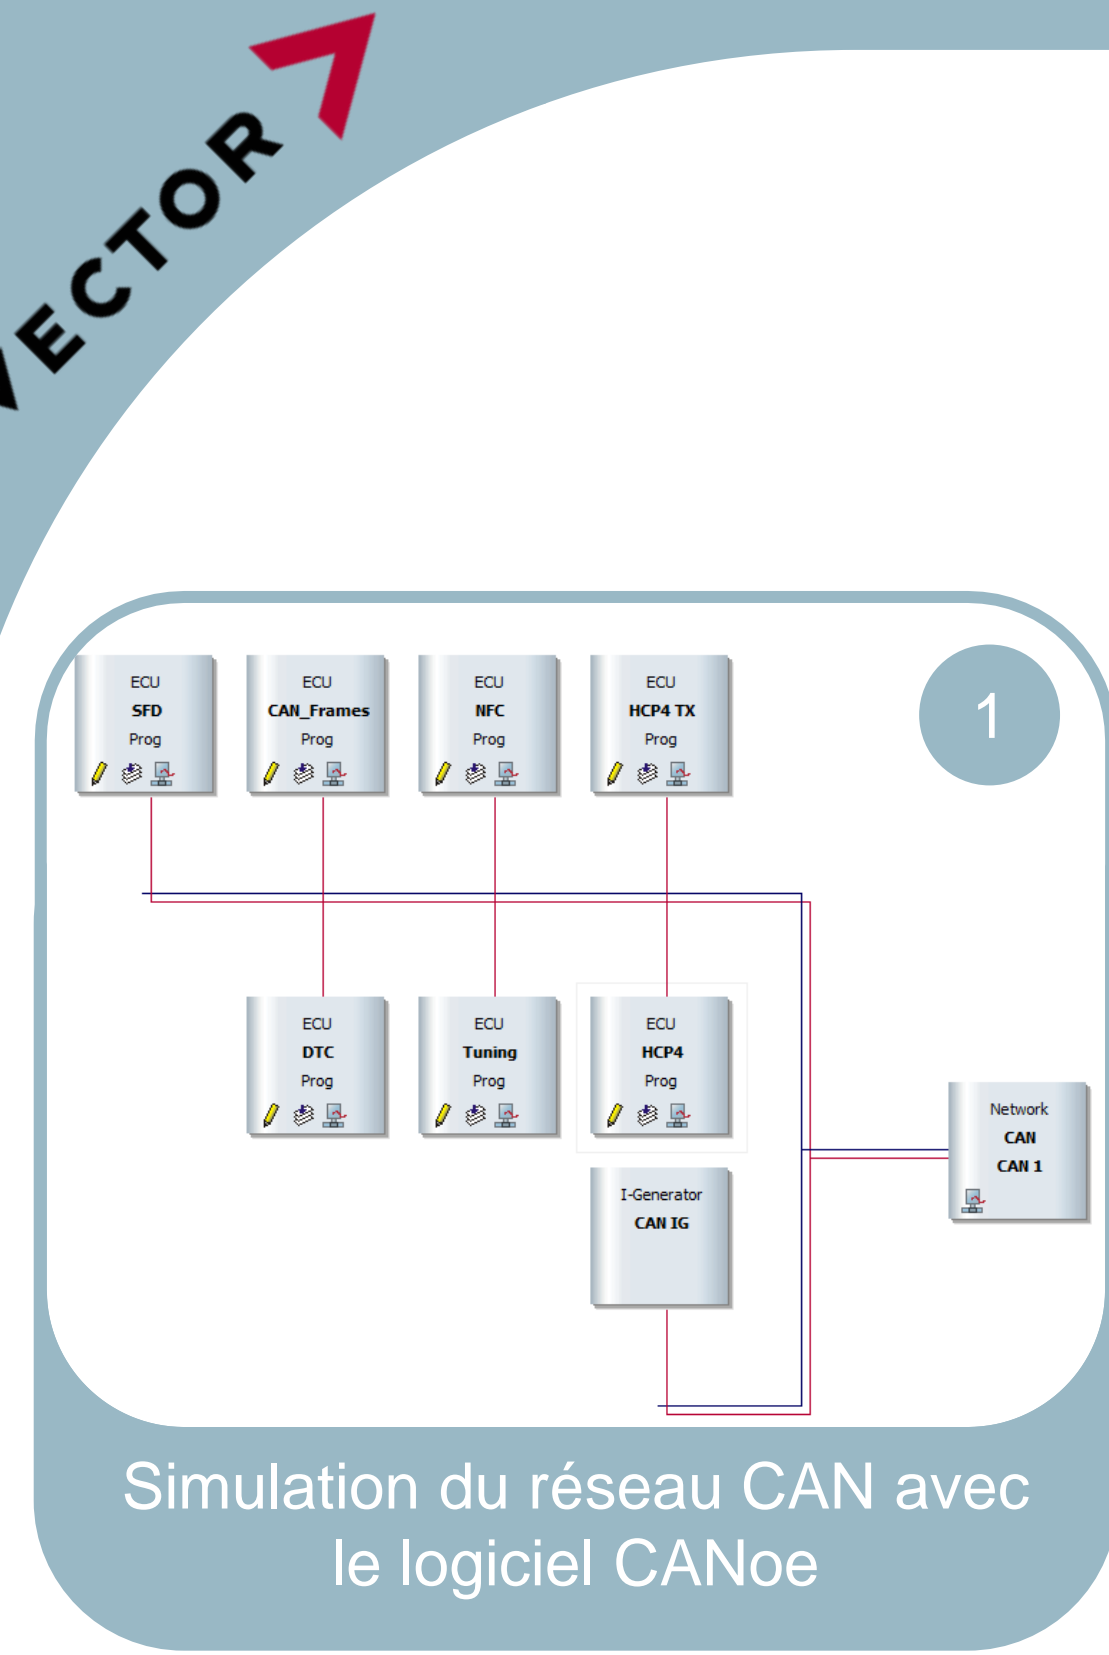 VECTOR
ECU
SFD
Prog
ECU
CAN_Frames
Prog
ECU
NFC
Prog
ECU
HCP4 TX
Prog
1
ECU
DTC
Prog
ECU
Tuning
Prog
ECU
HCP4
Prog
Network
CAN
CAN 1
I-Generator
CAN IG
Simulation du réseau CAN avec
le logiciel CANoe